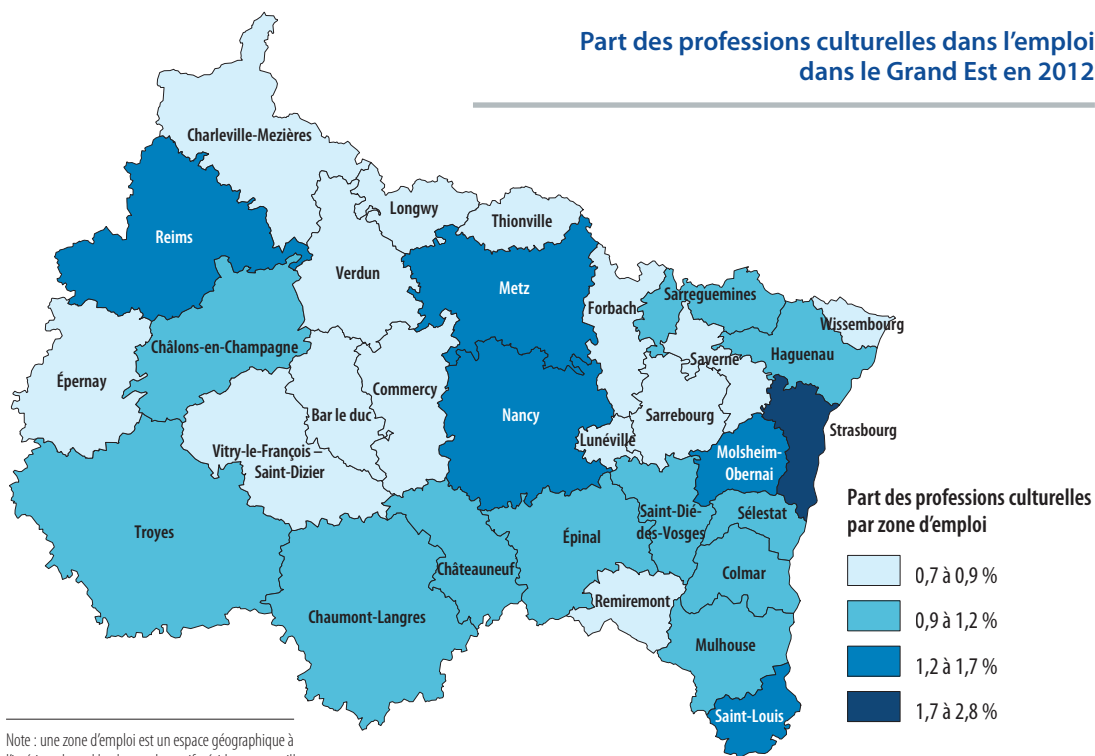 Part des professions culturelles dans l'emploi
dans le Grand Est en 2012
Charleville-Mezières
Longwy
Thionville
Reims
Verdun
Metz
Forbach
Sarreguemines
Wissembourg
Châlons-en-Champagne
Haguenau
Saverne
Épernay
Commercy
Bar le duc
Nancy
Sarrebourg
Strasbourg
Lunéville
Vitry-le-François –
Saint-Dizier
Molsheim-
Obernai
Troyes
Saint-Dié-
des-Vosges
Sélestat
Épinal
Châteauneuf
Colmar
Remiremont
Chaumont-Langres
Mulhouse
Saint-Louis
Part des professions culturelles
par zone d'emploi
0,7 à 0,9 %
0,9 à 1,2 %
1,2 à 1,7 %
1,7 à 2,8 %
Note : une zone d'emploi est un espace géographique à